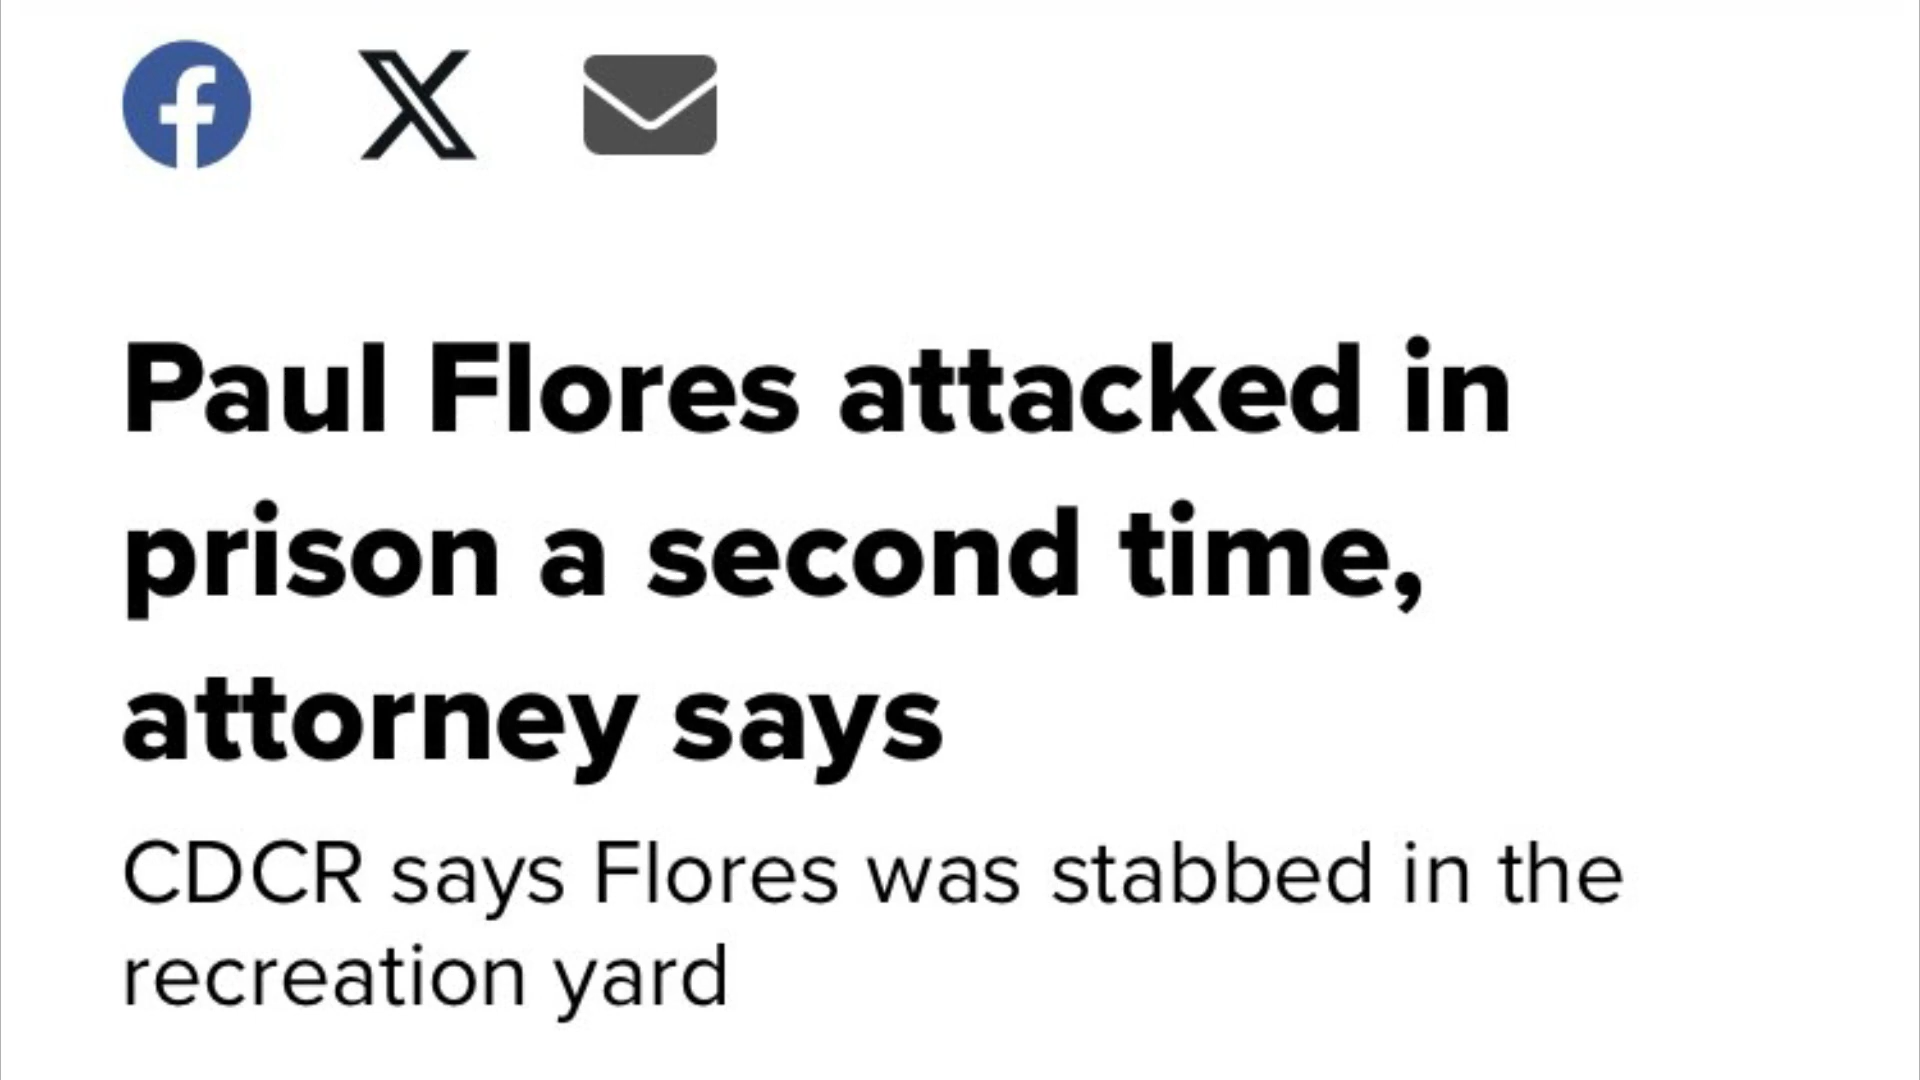 Paul Flores attacked in
prison a second time,
attorney says
CDCR says Flores was stabbed in the
recreation yard